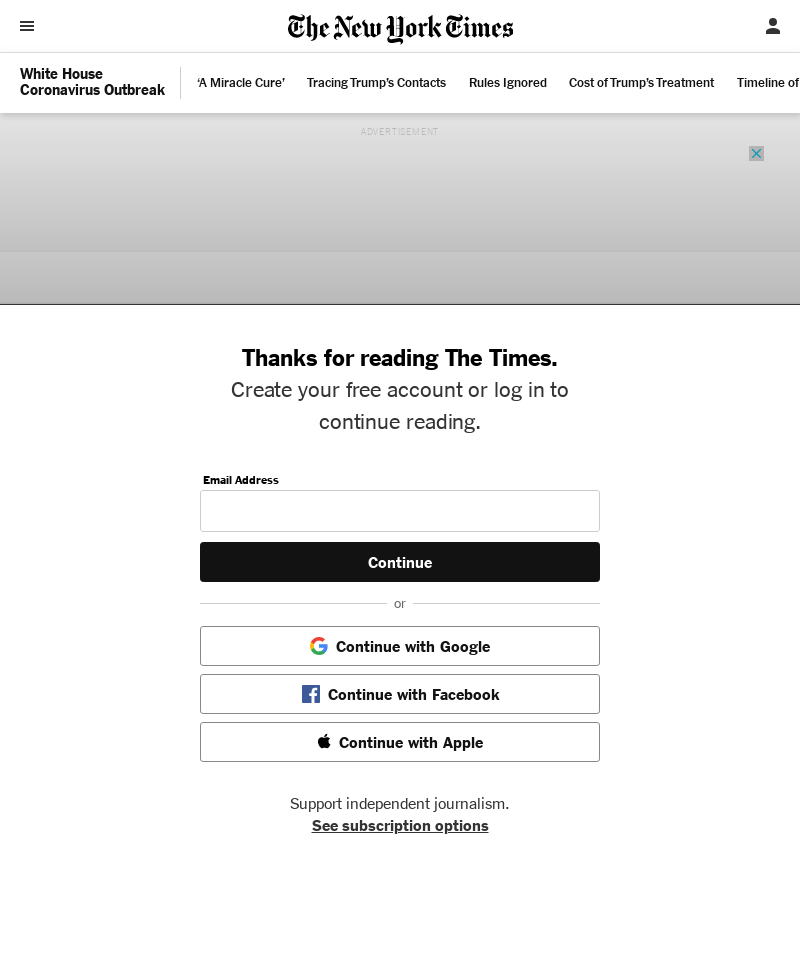 The New York Times
White House
Coronavirus Outbreak
‘A Miracle Cure’
Tracing Trump’s Contacts
Rules Ignored
Cost of Trump’s Treatment
Timeline of
ADVERTISEMENT
Thanks for reading The Times.
Create your free account or log in to
continue reading.
Email Address
Continue
or
Continue with Google
Continue with Facebook
Continue with Apple
Support independent journalism.
See subscription options